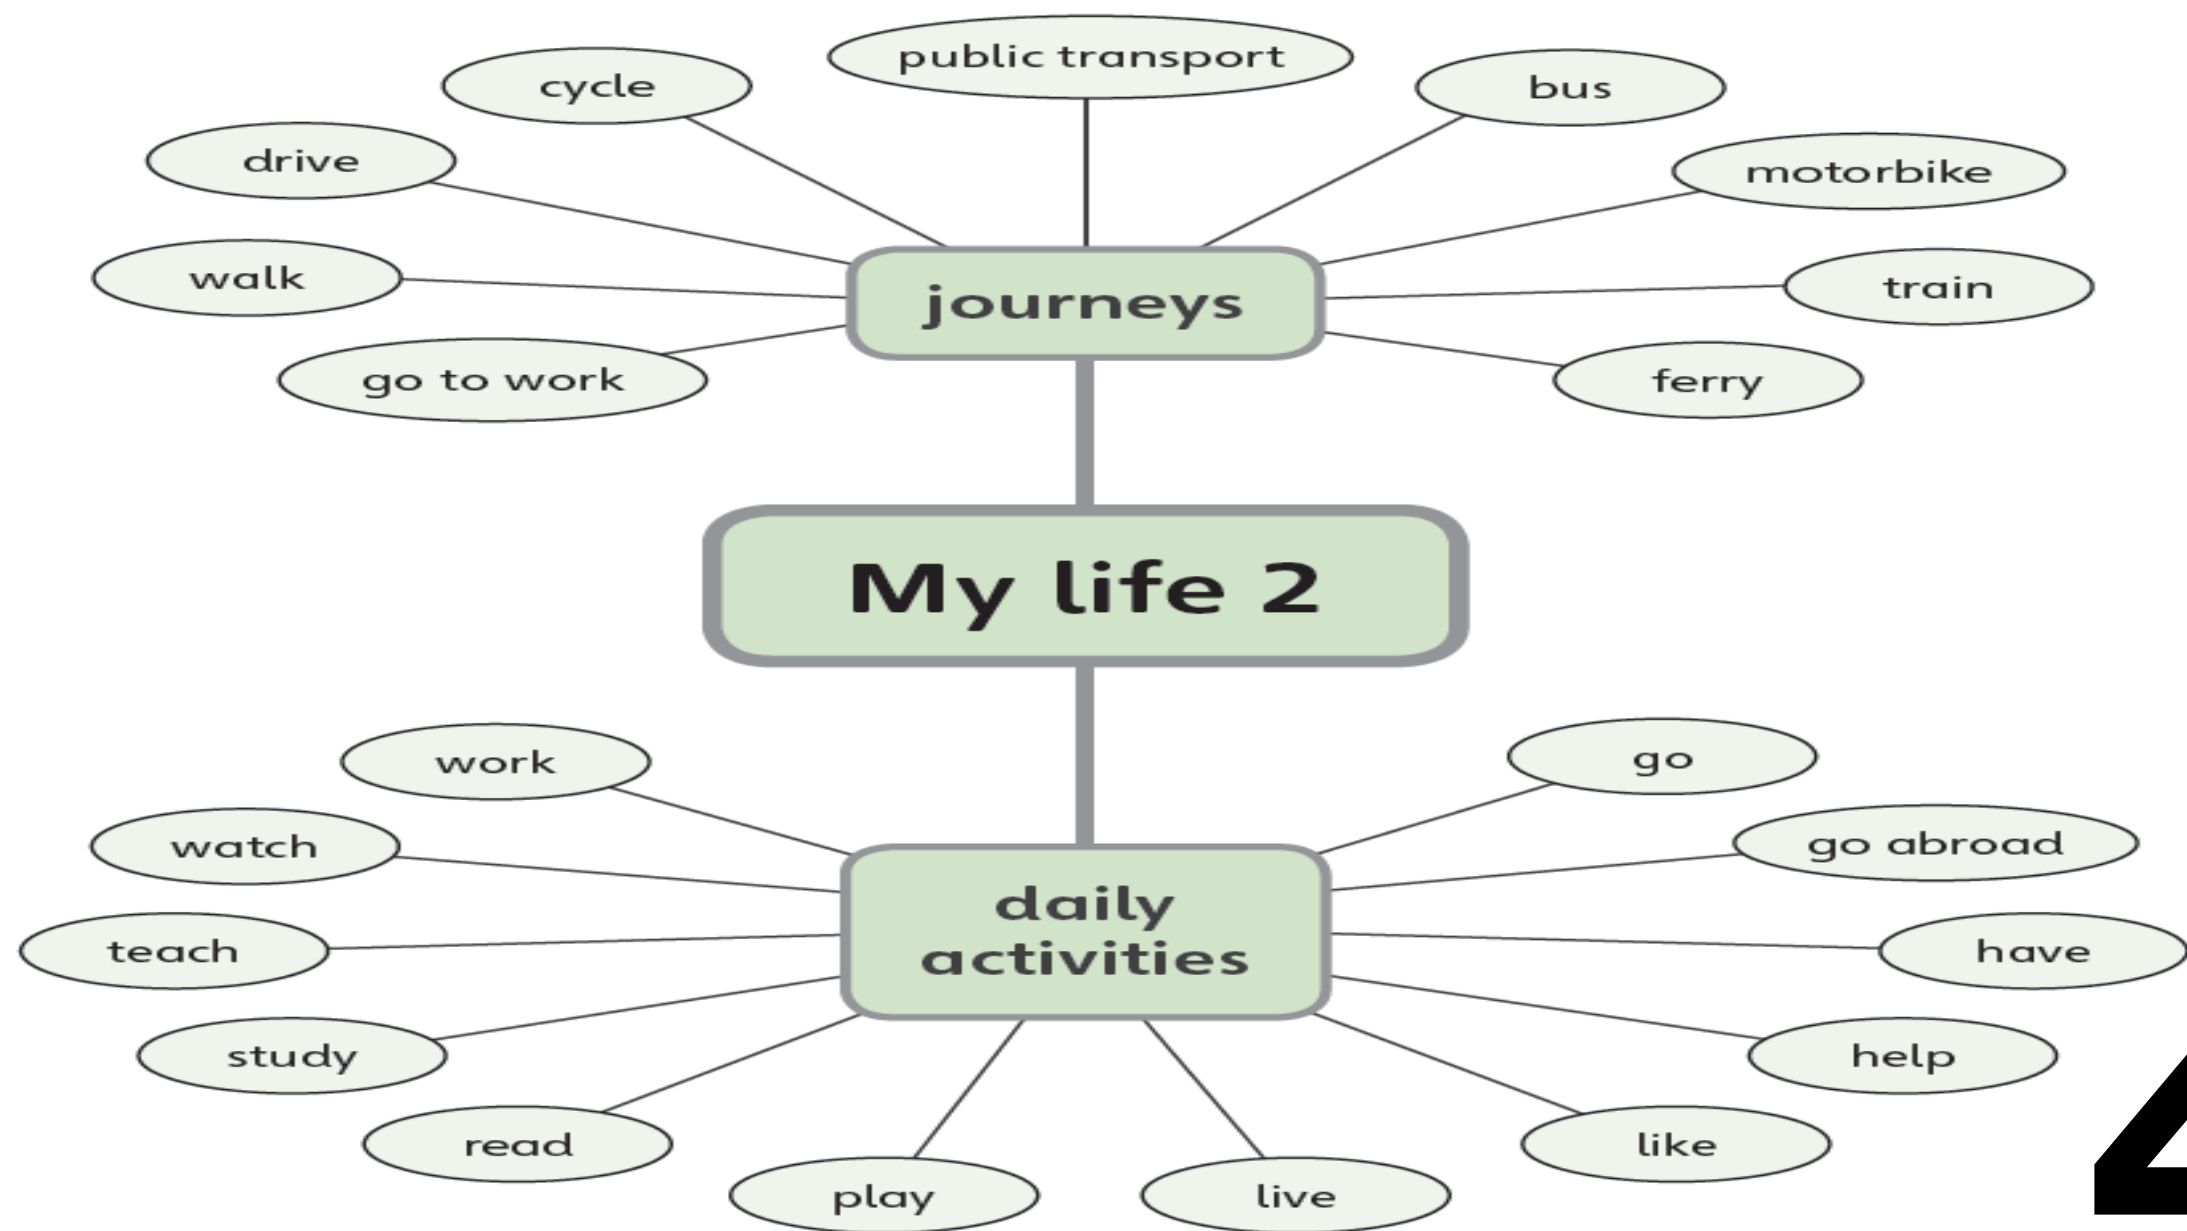 public transport
cycle
bus
drive
motorbike
walk
train
journeys
go to work
ferry
My life 2
work
go
watch
go abroad
daily
activities
teach
have
study
help
read
like
play
live
4